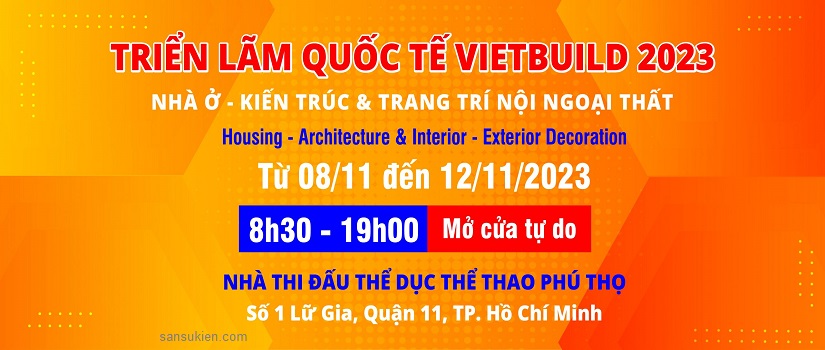 TRIỂN LÃM QUỐC TẾ VIETBUILD 2023
NHÀ Ở - KIẾN TRÚC & TRANG TRÍ NỘI NGOẠI THẤT
Housing - Architecture & Interior - Exterior Decoration
Từ 08/11 đến 12/11/2023
8h30 - 19h00 Mở cửa tự do
NHÀ THI ĐẤU THỂ DỤC THỂ THAO PHÚ THỌ
Số 1 Lữ Gia, Quận 11, TP. Hồ Chí Minh
sansukien.com